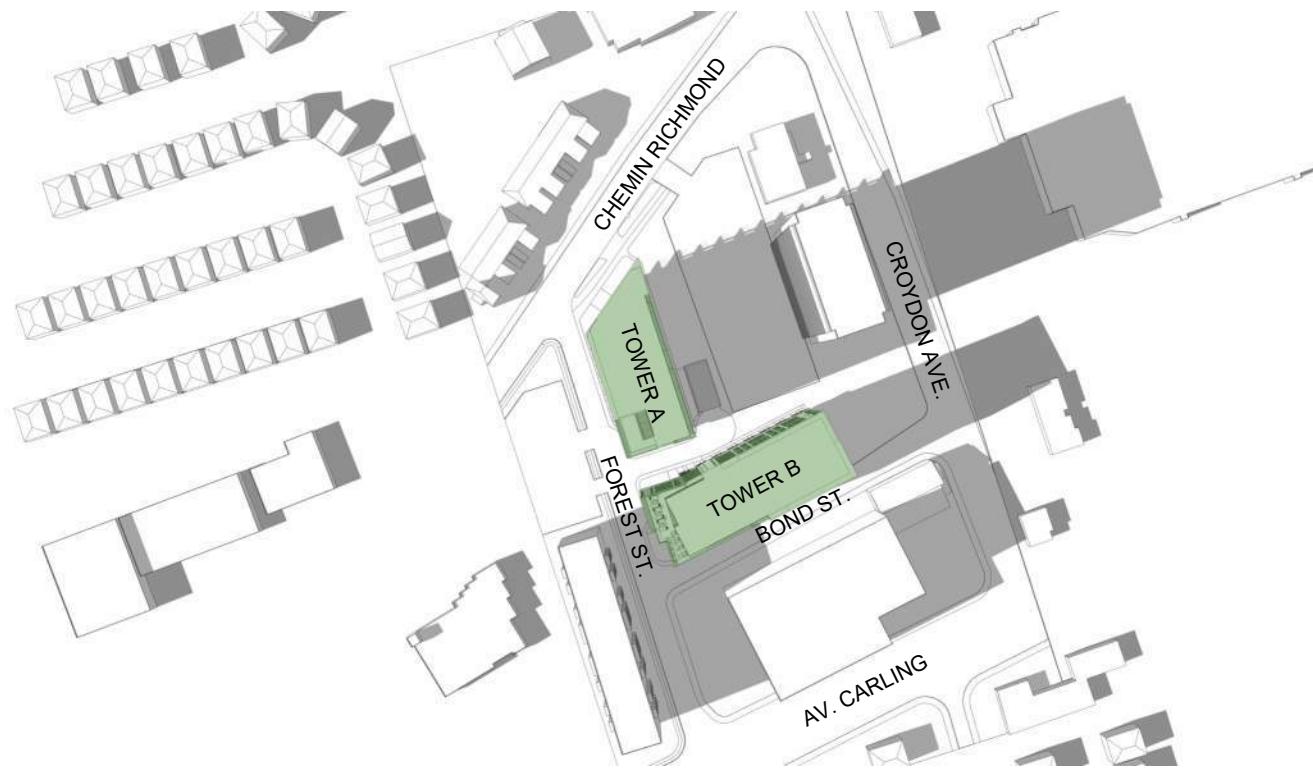 CHEMIN RICHMOND
CROYDON AVE.
TOWER A
TOWER B
FOREST ST.
BOND ST.
AV. CARLING